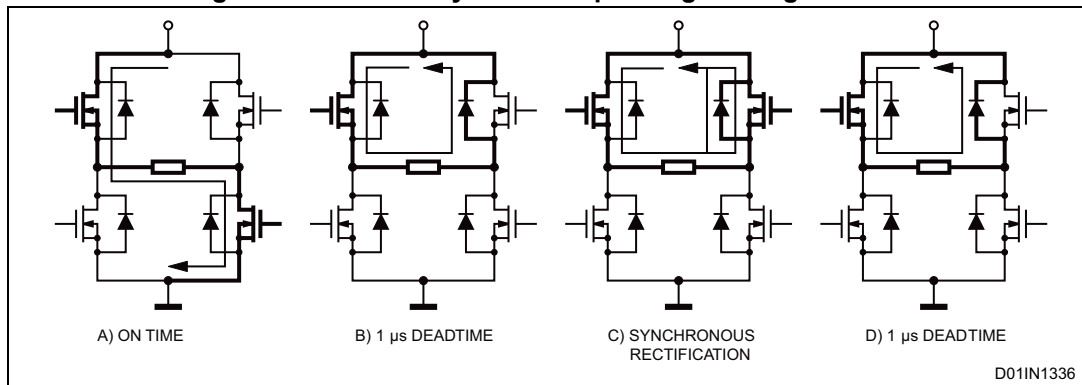 A) ON TIME
B) 1 µs DEADTIME
C) SYNCHRONOUS
RECTIFICATION
D) 1 µs DEADTIME
D01IN1336